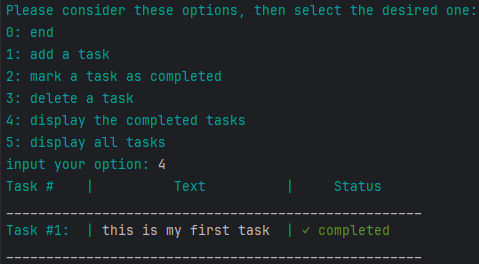 Please consider these options, then select the desired one:
0: end
1: add a task
2: mark a task as completed
3: delete a task
4: display the completed tasks
5: display all tasks
input your option: 4
Task #    |          Text          |     Status
____________________________________________________
Task #1:  | this is my first task  | ✓ completed
____________________________________________________